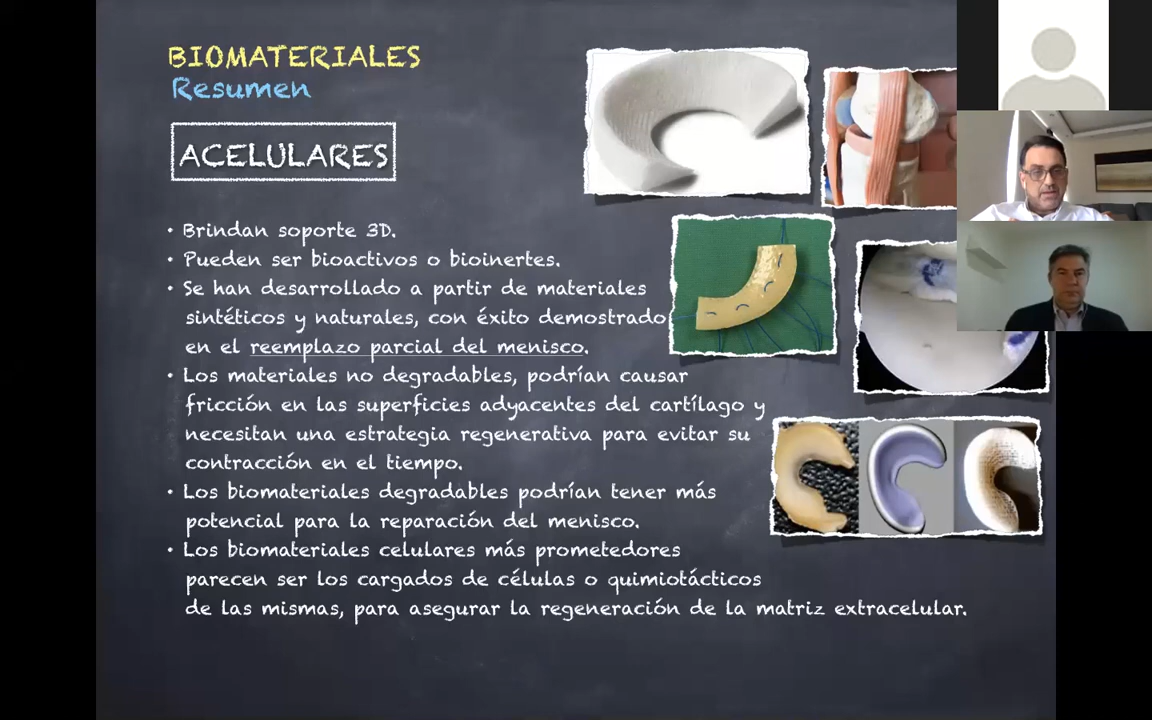 BIOMATERIALES
Resumen
ACELULARES
• Brindan soporte 3D.
• Pueden ser bioactivos o bioinertes.
• Se han desarrollado a partir de materiales
sintéticos y naturales, con éxito demostrado
en el reemplazo parcial del menisco.
• Los materiales no degradables, podrían causar
fricción en las superficies adyacentes del cartílago y
necesitan una estrategia regenerativa para evitar su
contracción en el tiempo.
• Los biomateriales degradables podrían tener más
potencial para la reparación del menisco.
• Los biomateriales celulares más prometedores
parecen ser los cargados de células o quimiotácticos
de las mismas, para asegurar la regeneración de la matriz extracelular.